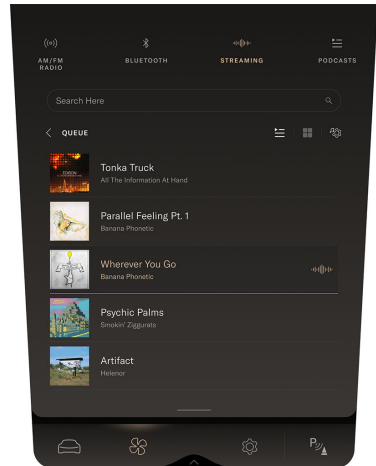 AM/FM
RADIO
BLUETOOTH
STREAMING
PODCASTS
Search Here
QUEUE
Tonka Truck
All The Information At Hand
Parallel Feeling Pt. 1
Banana Phonetic
Wherever You Go
Banana Phonetic
Psychic Palms
Smokin' Ziggurats
Artifact
Helenor
P